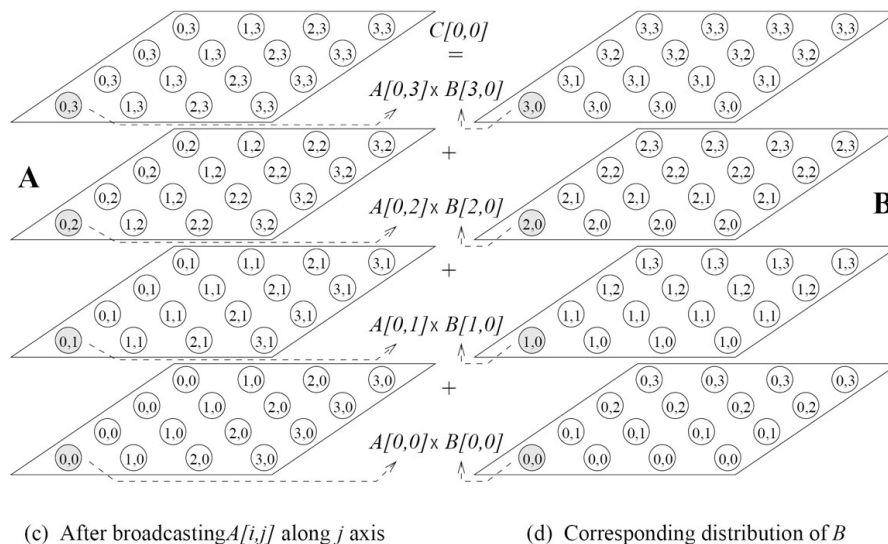 0,3 1,3 2,3 3,3 C[0,0] 3,3 3,3 3,3 3,3
0,3 1,3 2,3 3,3 = 3,2 3,2 3,2 3,2
0,3 1,3 2,3 3,3 3,1 3,1 3,1 3,1
0,3 1,3 2,3 3,3 A[0,3]x B[3,0] 3,0 3,0 3,0 3,0
0,2 1,2 2,2 3,2 + 2,3 2,3 2,3 2,3
A 0,2 1,2 2,2 3,2 2,2 2,2 2,2 2,2
0,2 1,2 2,2 3,2 A[0,2]x B[2,0] 2,1 2,1 2,1 2,1 B
0,2 1,2 2,2 3,2 2,0 2,0 2,0 2,0
0,1 1,1 2,1 3,1 + 1,3 1,3 1,3 1,3
0,1 1,1 2,1 3,1 1,2 1,2 1,2 1,2
0,1 1,1 2,1 3,1 A[0,1]x B[1,0] 1,1 1,1 1,1 1,1
0,1 1,1 2,1 3,1 1,0 1,0 1,0 1,0
0,0 1,0 2,0 3,0 + 0,3 0,3 0,3 0,3
0,0 1,0 2,0 3,0 0,2 0,2 0,2 0,2
0,0 1,0 2,0 3,0 A[0,0]x B[0,0] 0,1 0,1 0,1 0,1
0,0 1,0 2,0 3,0 0,0 0,0 0,0 0,0
(c) After broadcasting A[i,j] along j axis (d) Corresponding distribution of B